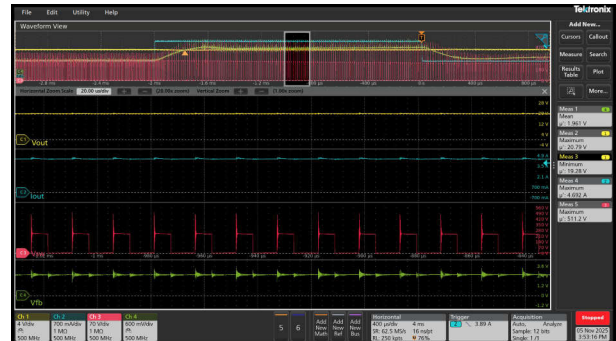 File Edit Utility Help
Tektronix
Waveform View
Add New...
Cursors Callout
Measure Search
Results Table Plot
More...
Horizontal Zoom Scale 20.00 us/div
Vertical Zoom
Meas 1
Mean
µ': 1.961 V
Meas 2
Maximum
µ': 20.79 V
Meas 3
Minimum
µ': 19.28 V
Meas 4
Maximum
µ': 4.692 A
Meas 5
Maximum
µ': 511.2 V
C1 Vout
C2 Iout
C3
C4 Vfb
Ch 1
4 V/div
500 MHz
Ch 2
700 mA/div
1 MΩ
500 MHz
Ch 3
70 V/div
1 MΩ
500 MHz
Ch 4
600 mV/div
500 MHz
5 6
Add New Math
Add New Ref
Add New Bus
Horizontal
400 µs/div 4 ms
SR: 62.5 MS/s 16 ns/pt
RL: 250 kpts 76%
Trigger
2 3.89 A
Acquisition
Auto, Analyze
Sample: 12 bits
Single: 1 /1
Stopped
05 Nov 2025
3:53:16 PM